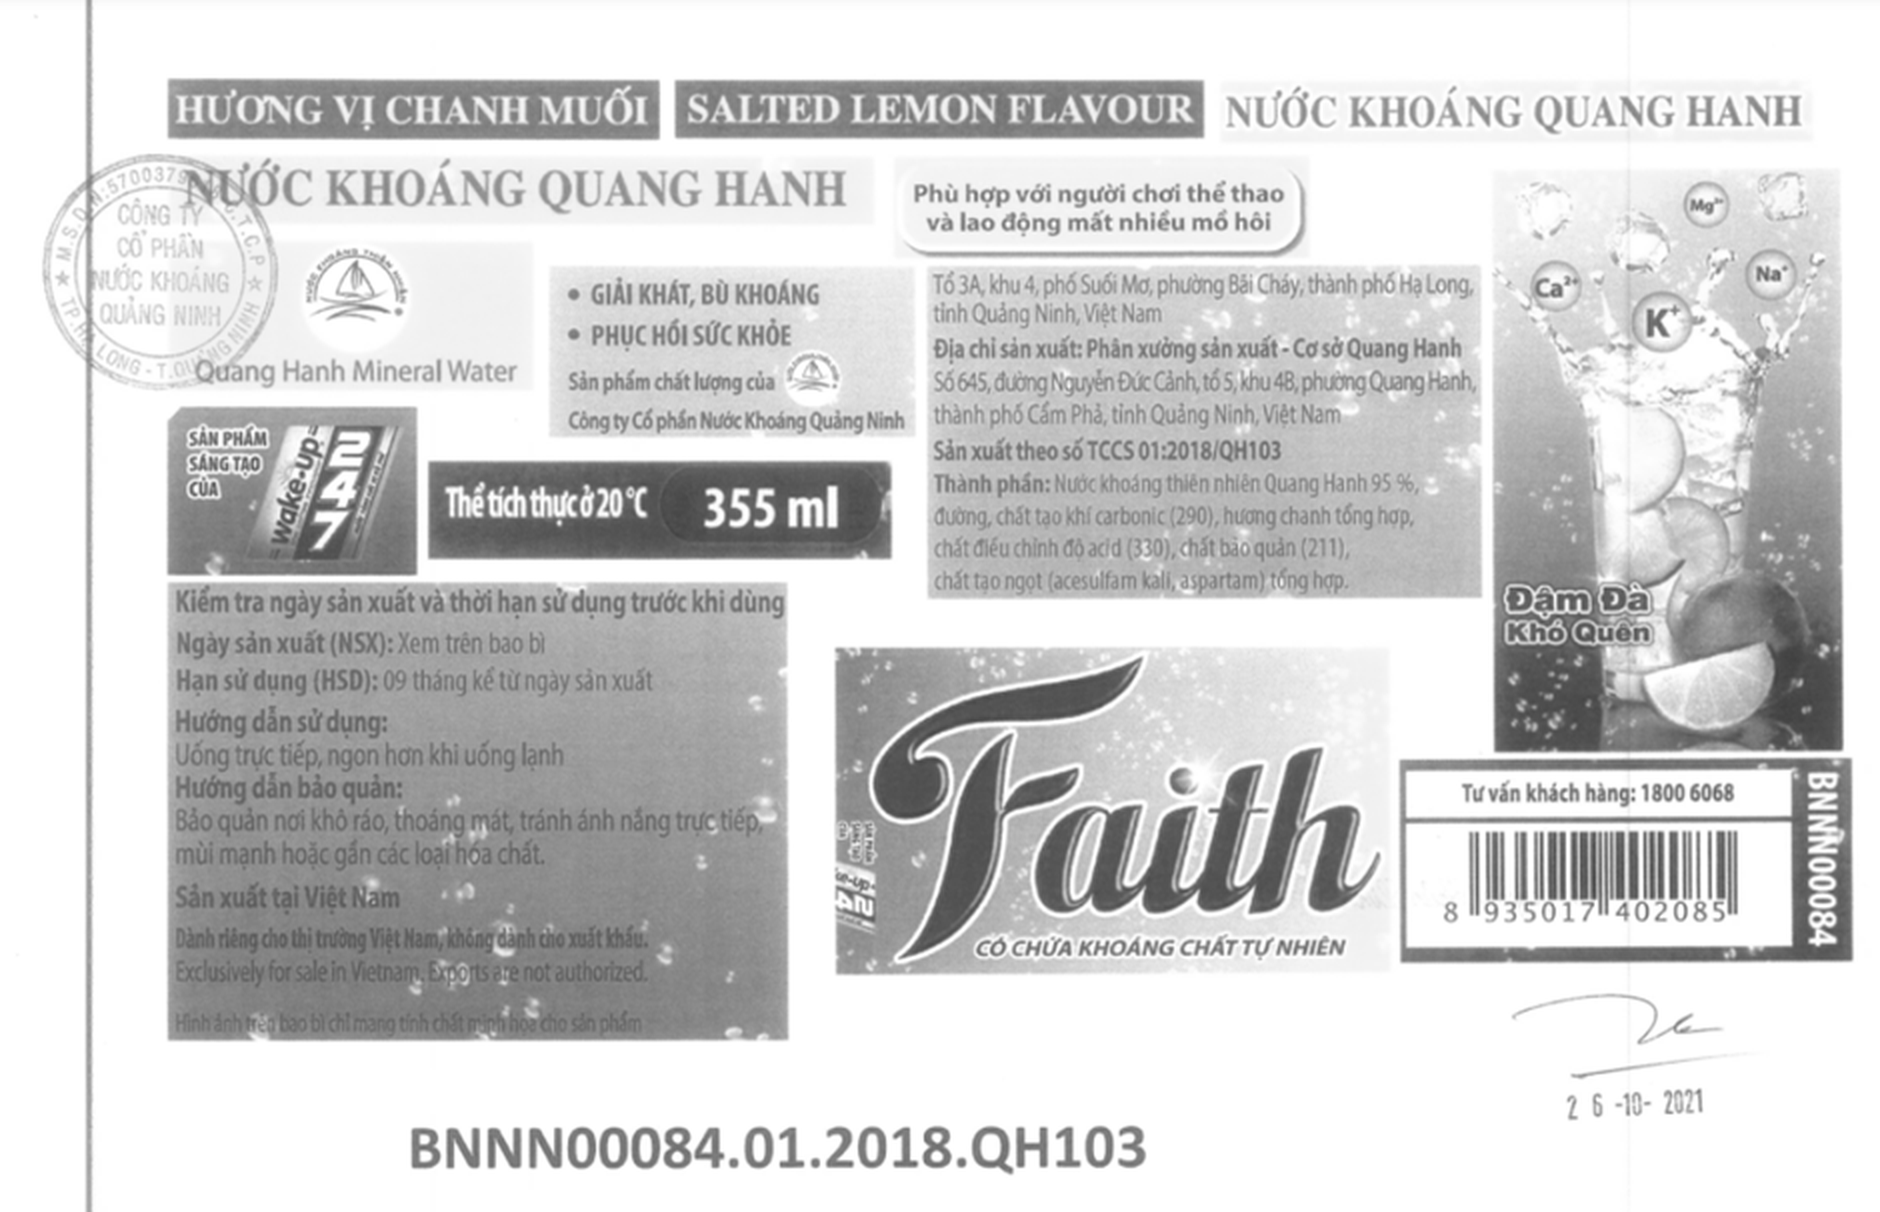 HƯƠNG VỊ CHANH MUỐI
SALTED LEMON FLAVOUR
NƯỚC KHOÁNG QUANG HANH
NƯỚC KHOÁNG QUANG HANH
Phù hợp với người chơi thể thao
và lao động mất nhiều mồ hôi
CÔNG TY
CỔ PHẦN
NƯỚC KHOÁNG
QUẢNG NINH
NƯỚC KHOÁNG THIÊN NHIÊN
Quang Hanh Mineral Water
• GIẢI KHÁT, BÙ KHOÁNG
• PHỤC HỒI SỨC KHỎE
Sản phẩm chất lượng của
Công ty Cổ phần Nước Khoáng Quảng Ninh
Tổ 3A, khu 4, phố Suối Mơ, phường Bãi Cháy, thành phố Hạ Long,
tỉnh Quảng Ninh, Việt Nam
Địa chỉ sản xuất: Phân xưởng sản xuất - Cơ sở Quang Hanh
Số 645, đường Nguyễn Đức Cảnh, tổ 5, khu 4B, phường Quang Hanh,
thành phố Cẩm Phả, tỉnh Quảng Ninh, Việt Nam
Sản xuất theo số TCCS 01:2018/QH103
Thành phần: Nước khoáng thiên nhiên Quang Hanh 95 %,
đường, chất tạo khí carbonic (290), hương chanh tổng hợp,
chất điều chỉnh độ acid (330), chất bảo quản (211),
chất tạo ngọt (acesulfam kali, aspartam) tổng hợp.
Mg²⁺
Ca²⁺
Na⁺
K⁺
Đậm Đà
Khó Quên
SẢN PHẨM
SÁNG TẠO
CỦA
Wake-up
247
Thể tích thực ở 20°C 355 ml
Kiểm tra ngày sản xuất và thời hạn sử dụng trước khi dùng
Ngày sản xuất (NSX): Xem trên bao bì
Hạn sử dụng (HSD): 09 tháng kể từ ngày sản xuất
Hướng dẫn sử dụng:
Uống trực tiếp, ngon hơn khi uống lạnh
Hướng dẫn bảo quản:
Bảo quản nơi khô ráo, thoáng mát, tránh ánh nắng trực tiếp,
mùi mạnh hoặc gần các loại hóa chất.
Sản xuất tại Việt Nam
Dành riêng cho thị trường Việt Nam, không dành cho xuất khẩu.
Exclusively for sale in Vietnam. Exports are not authorized.
Hình ảnh trên bao bì chỉ mang tính chất minh họa cho sản phẩm
Faith
CÓ CHỨA KHOÁNG CHẤT TỰ NHIÊN
Tư vấn khách hàng: 1800 6068
8 935017 402085
BNNN00084
26-10-2021
BNNN00084.01.2018.QH103